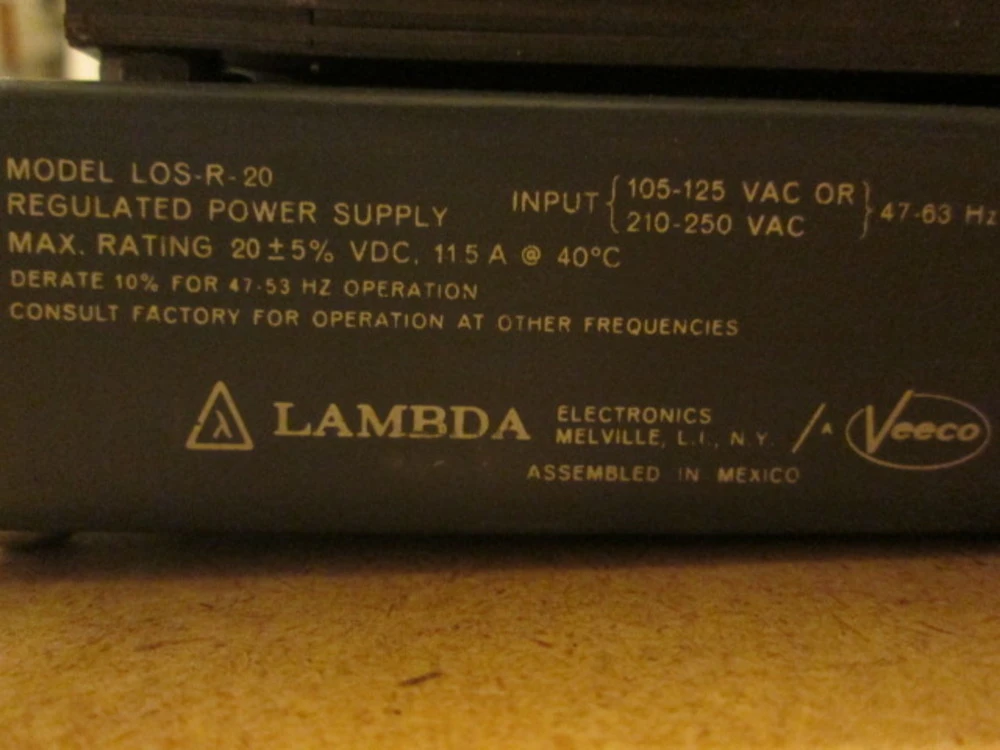 MODEL LOS-R-20
REGULATED POWER SUPPLY
MAX. RATING 20±5% VDC, 11.5 A @ 40°C
DERATE 10% FOR 47-53 HZ OPERATION
CONSULT FACTORY FOR OPERATION AT OTHER FREQUENCIES
INPUT { 105-125 VAC OR } 47-63 Hz
210-250 VAC
λ LAMBDA ELECTRONICS
MELVILLE, L.I., N.Y. / A Veeco
ASSEMBLED IN MEXICO